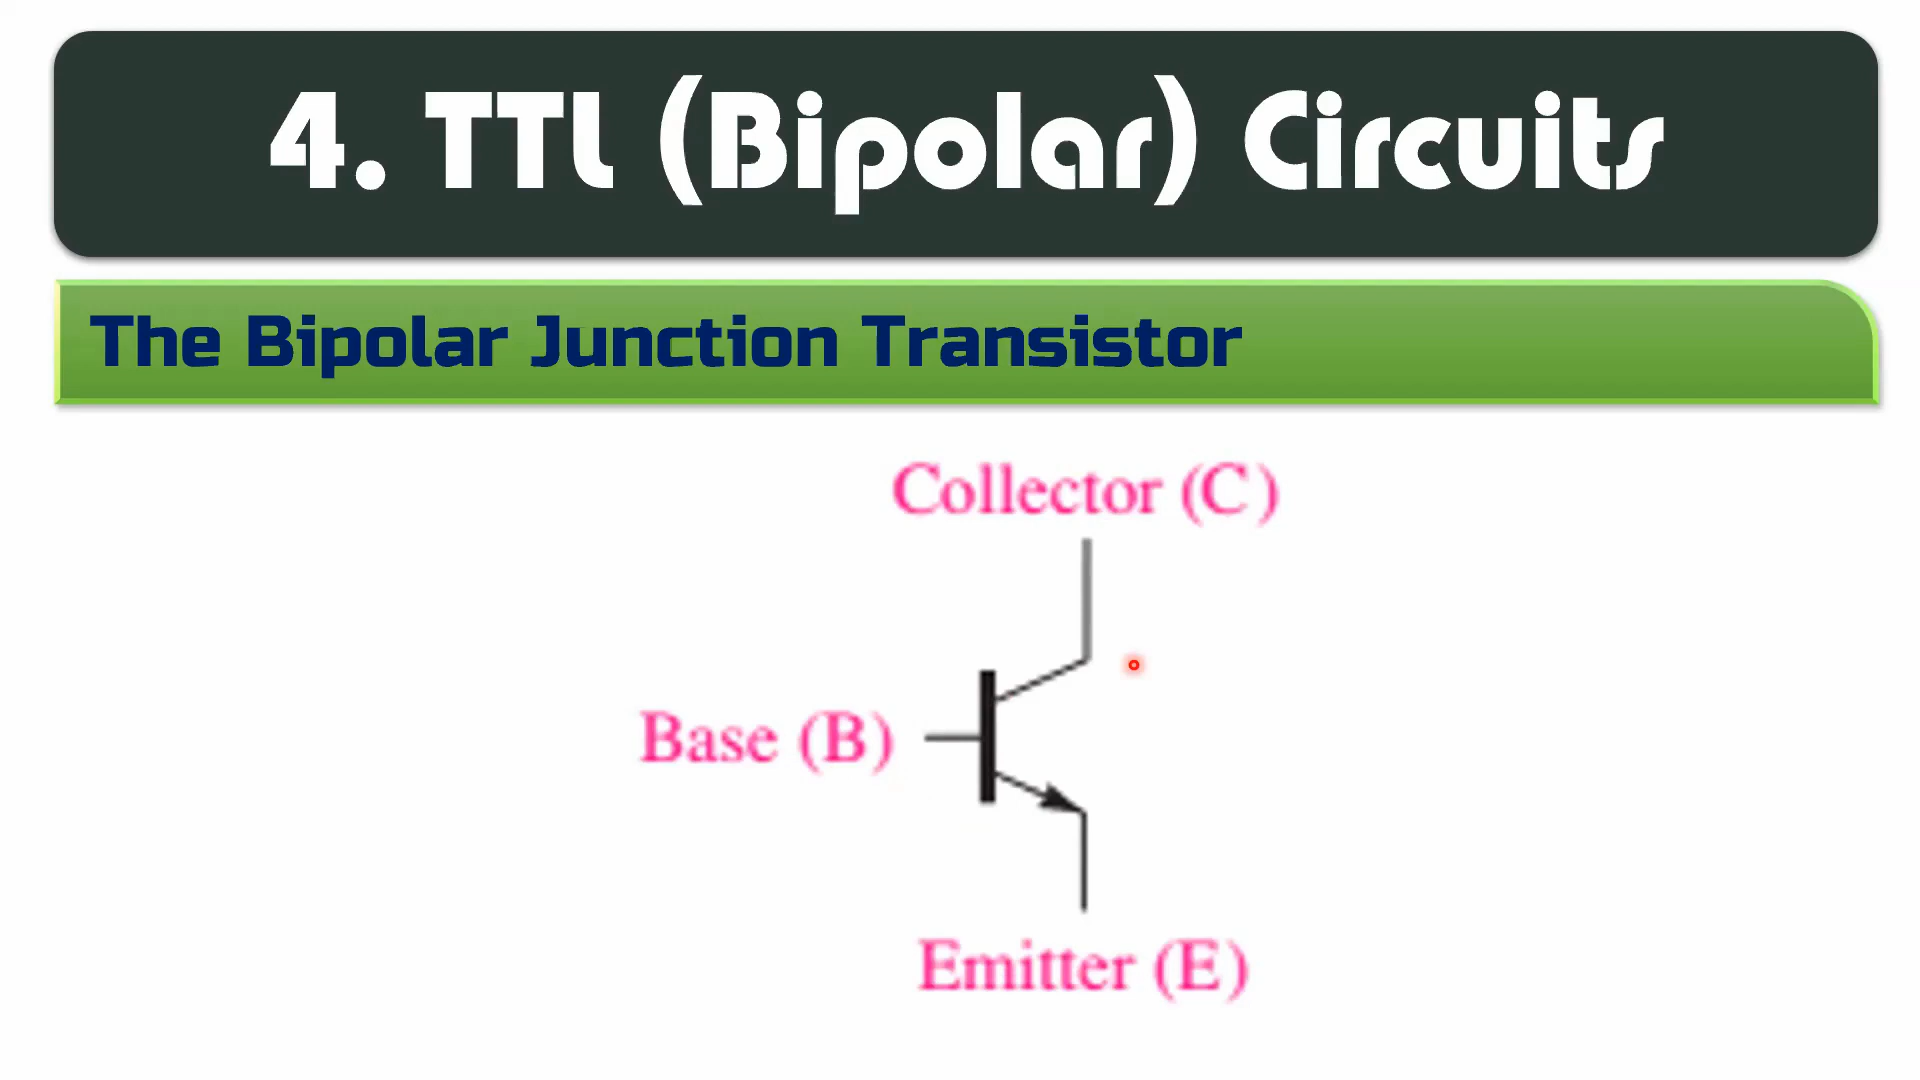 4. TTL (Bipolar) Circuits
The Bipolar Junction Transistor
Collector (C)
Base (B)
Emitter (E)